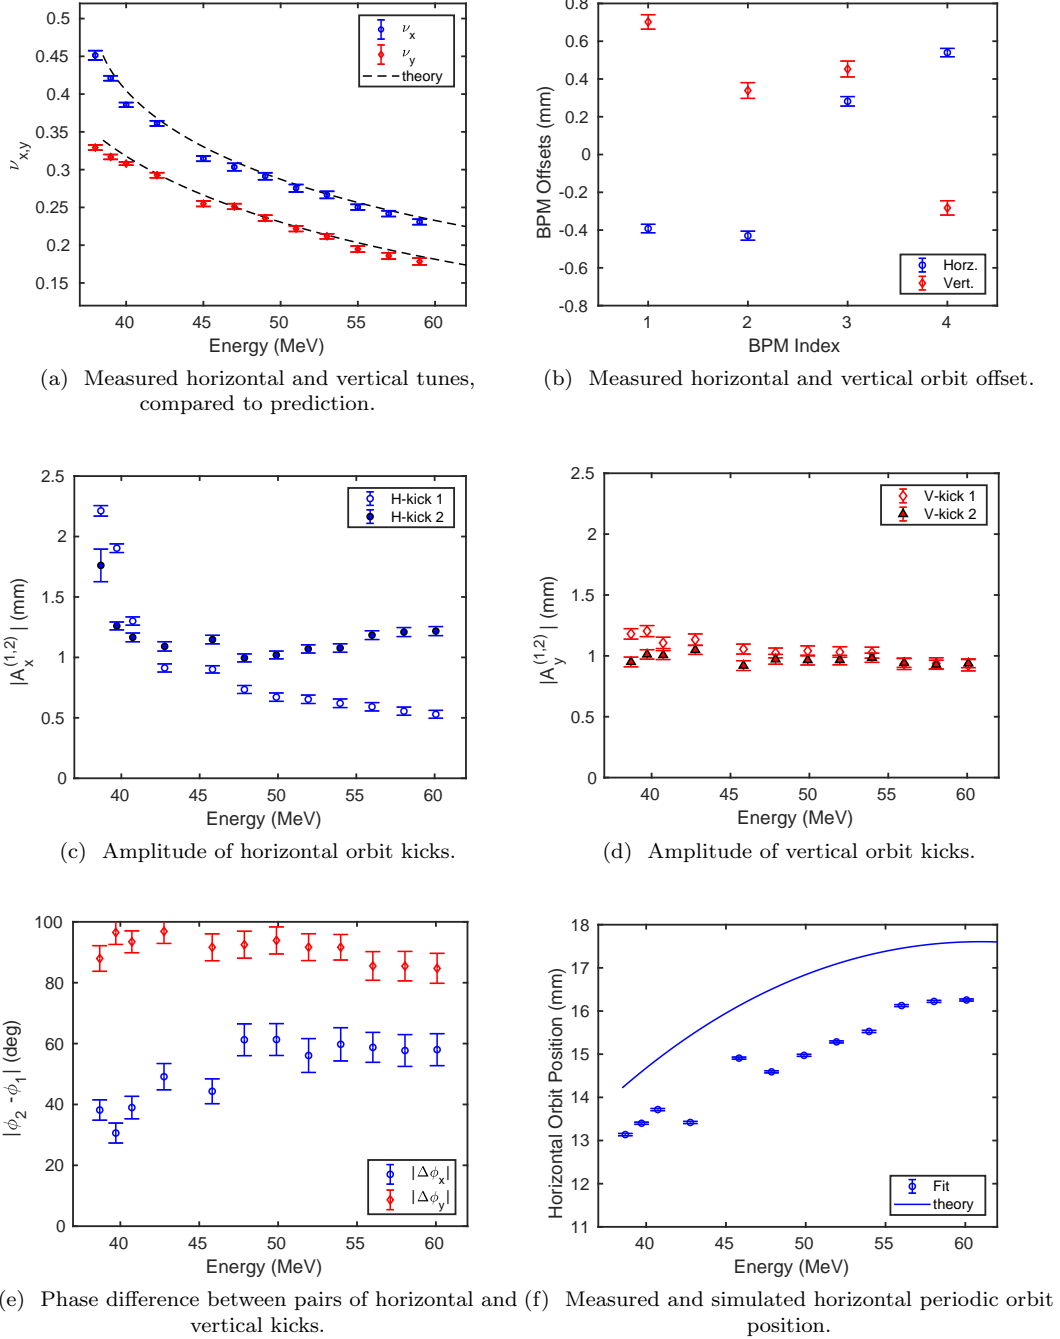 0.5
0.45
0.4
0.35
0.3
0.25
0.2
0.15
ν x,y
40 45 50 55 60
Energy (MeV)
ν x
ν y
theory
(a) Measured horizontal and vertical tunes,
compared to prediction.
0.8
0.6
0.4
0.2
0
-0.2
-0.4
-0.6
-0.8
BPM Offsets (mm)
1 2 3 4
BPM Index
Horz.
Vert.
(b) Measured horizontal and vertical orbit offset.
2.5
2
1.5
1
0.5
0
|A x (1,2) | (mm)
40 45 50 55 60
Energy (MeV)
H-kick 1
H-kick 2
(c) Amplitude of horizontal orbit kicks.
2.5
2
1.5
1
0.5
0
|A y (1,2) | (mm)
40 45 50 55 60
Energy (MeV)
V-kick 1
V-kick 2
(d) Amplitude of vertical orbit kicks.
100
80
60
40
20
0
|ϕ 2 -ϕ 1 | (deg)
40 45 50 55 60
Energy (MeV)
|Δϕ x |
|Δϕ y |
(e) Phase difference between pairs of horizontal and
vertical kicks.
18
17
16
15
14
13
12
11
Horizontal Orbit Position (mm)
40 45 50 55 60
Energy (MeV)
Fit
theory
(f) Measured and simulated horizontal periodic orbit
position.